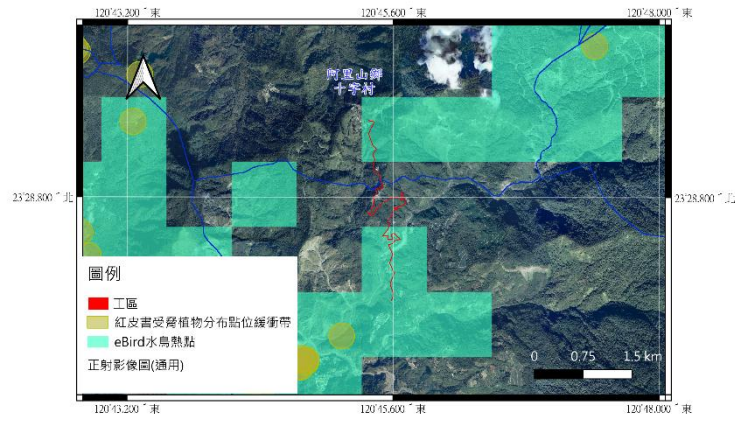 120°43.200´東
120°45.600´東
120°48.000´東
阿里山鄉
十字村
23°28.800´北
23°28.800´北
圖例
工區
紅皮書受脅植物分布點位緩衝帶
eBird水鳥熱點
正射影像圖(通用)
0 0.75 1.5 km
120°43.200´東
120°45.600´東
120°48.000´東